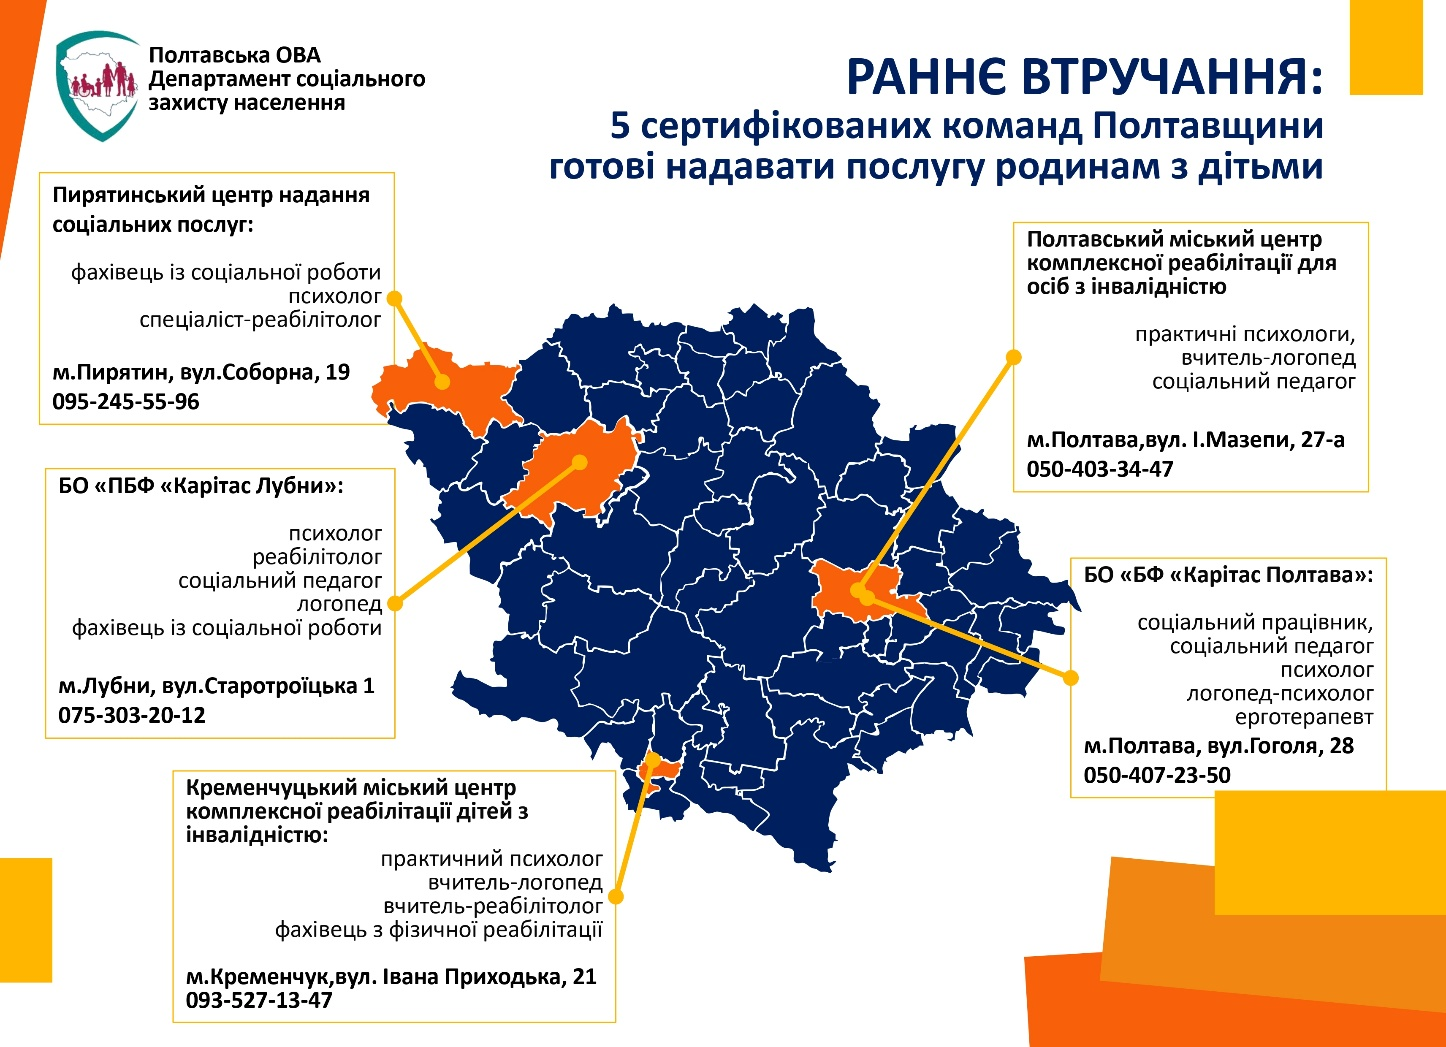 Полтавська ОВА
Департамент соціального
захисту населення
РАННЄ ВТРУЧАННЯ:
5 сертифікованих команд Полтавщини
готові надавати послугу родинам з дітьми
Пирятинський центр надання
соціальних послуг:
фахівець із соціальної роботи
психолог
спеціаліст-реабілітолог
м.Пирятин, вул.Соборна, 19
095-245-55-96
БО «ПБФ «Карітас Лубни»:
психолог
реабілітолог
соціальний педагог
логопед
фахівець із соціальної роботи
м.Лубни, вул.Старотроїцька 1
075-303-20-12
Кременчуцький міський центр
комплексної реабілітації дітей з
інвалідністю:
практичний психолог
вчитель-логопед
вчитель-реабілітолог
фахівець з фізичної реабілітації
м.Кременчук,вул. Івана Приходька, 21
093-527-13-47
Полтавський міський центр
комплексної реабілітації для
осіб з інвалідністю
практичні психологи,
вчитель-логопед
соціальний педагог
м.Полтава,вул. І.Мазепи, 27-а
050-403-34-47
БО «БФ «Карітас Полтава»:
соціальний працівник,
соціальний педагог
психолог
логопед-психолог
ерготерапевт
м.Полтава, вул.Гоголя, 28
050-407-23-50